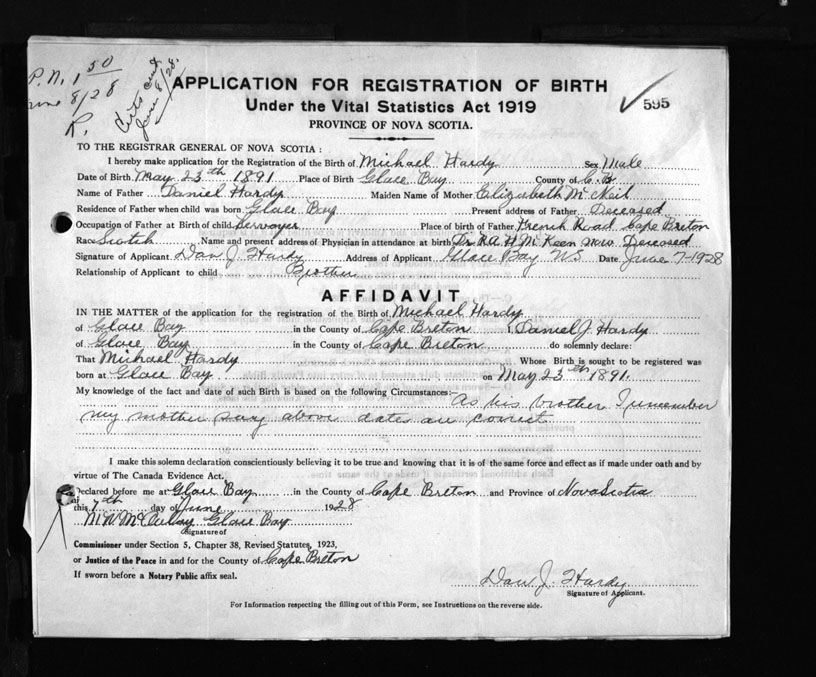 P.N. 1 50
June 8/28
K.
Certs sent
June 8/28.
APPLICATION FOR REGISTRATION OF BIRTH
Under the Vital Statistics Act 1919
PROVINCE OF NOVA SCOTIA.
✓ 595
TO THE REGISTRAR GENERAL OF NOVA SCOTIA:
I hereby make application for the Registration of the Birth of Michael Hardy Sex Male
Date of Birth May 23th 1891 Place of Birth Glace Bay County of C.B.
Name of Father Daniel Hardy Maiden Name of Mother Elizabeth McNeil
Residence of Father when child was born Glace Bay Present address of Father Deceased
Occupation of Father at Birth of child Surveyor Place of birth of Father French Road Cape Breton
Race Scotch Name and present address of Physician in attendance at birth Dr. R.A.H. McKeen now Deceased
Signature of Applicant Dan J. Hardy Address of Applicant Glace Bay N.S. Date June 7-1928
Relationship of Applicant to child Brother
AFFIDAVIT
IN THE MATTER of the application for the registration of the Birth of Michael Hardy
of Glace Bay in the County of Cape Breton I, Daniel J. Hardy
of Glace Bay in the County of Cape Breton do solemnly declare:
That Michael Hardy Whose Birth is sought to be registered was
born at Glace Bay on May 23th 1891.
My knowledge of the fact and date of such Birth is based on the following Circumstances: As his brother I remember
my mother say above dates are correct
I make this solemn declaration conscientiously believing it to be true and knowing that it is of the same force and effect as if made under oath and by
virtue of The Canada Evidence Act.
Declared before me at Glace Bay in the County of Cape Breton and Province of Nova Scotia
this 7th day of June 1928
Glace Bay
Signature of
Commissioner under Section 5, Chapter 38, Revised Statutes, 1923,
or Justice of the Peace in and for the County of Cape Breton
If sworn before a Notary Public affix seal.
Dan J. Hardy
Signature of Applicant.
For Information respecting the filling out of this Form, see Instructions on the reverse side.